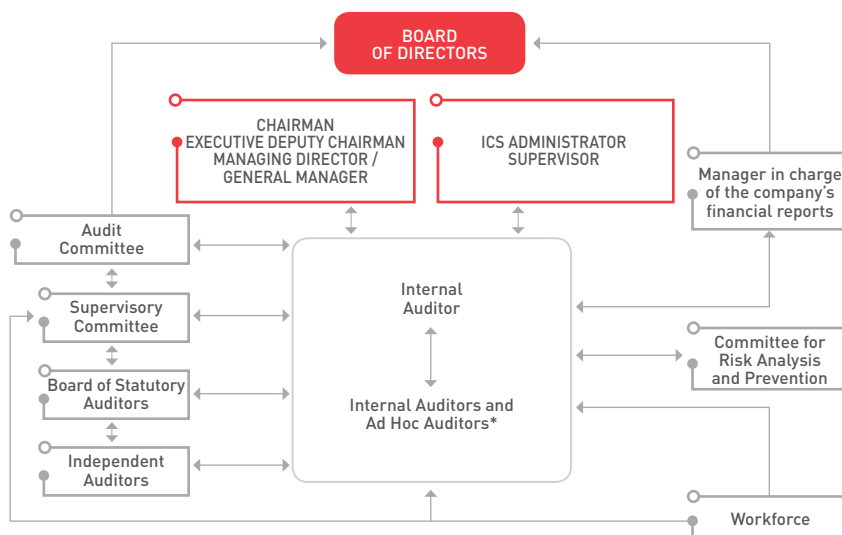 BOARD
OF DIRECTORS
CHAIRMAN
EXECUTIVE DEPUTY CHAIRMAN
MANAGING DIRECTOR /
GENERAL MANAGER
ICS ADMINISTRATOR
SUPERVISOR
Manager in charge
of the company's
financial reports
Audit
Committee
Supervisory
Committee
Board of Statutory
Auditors
Independent
Auditors
Internal
Auditor
Internal Auditors and
Ad Hoc Auditors*
Committee for
Risk Analysis
and Prevention
Workforce